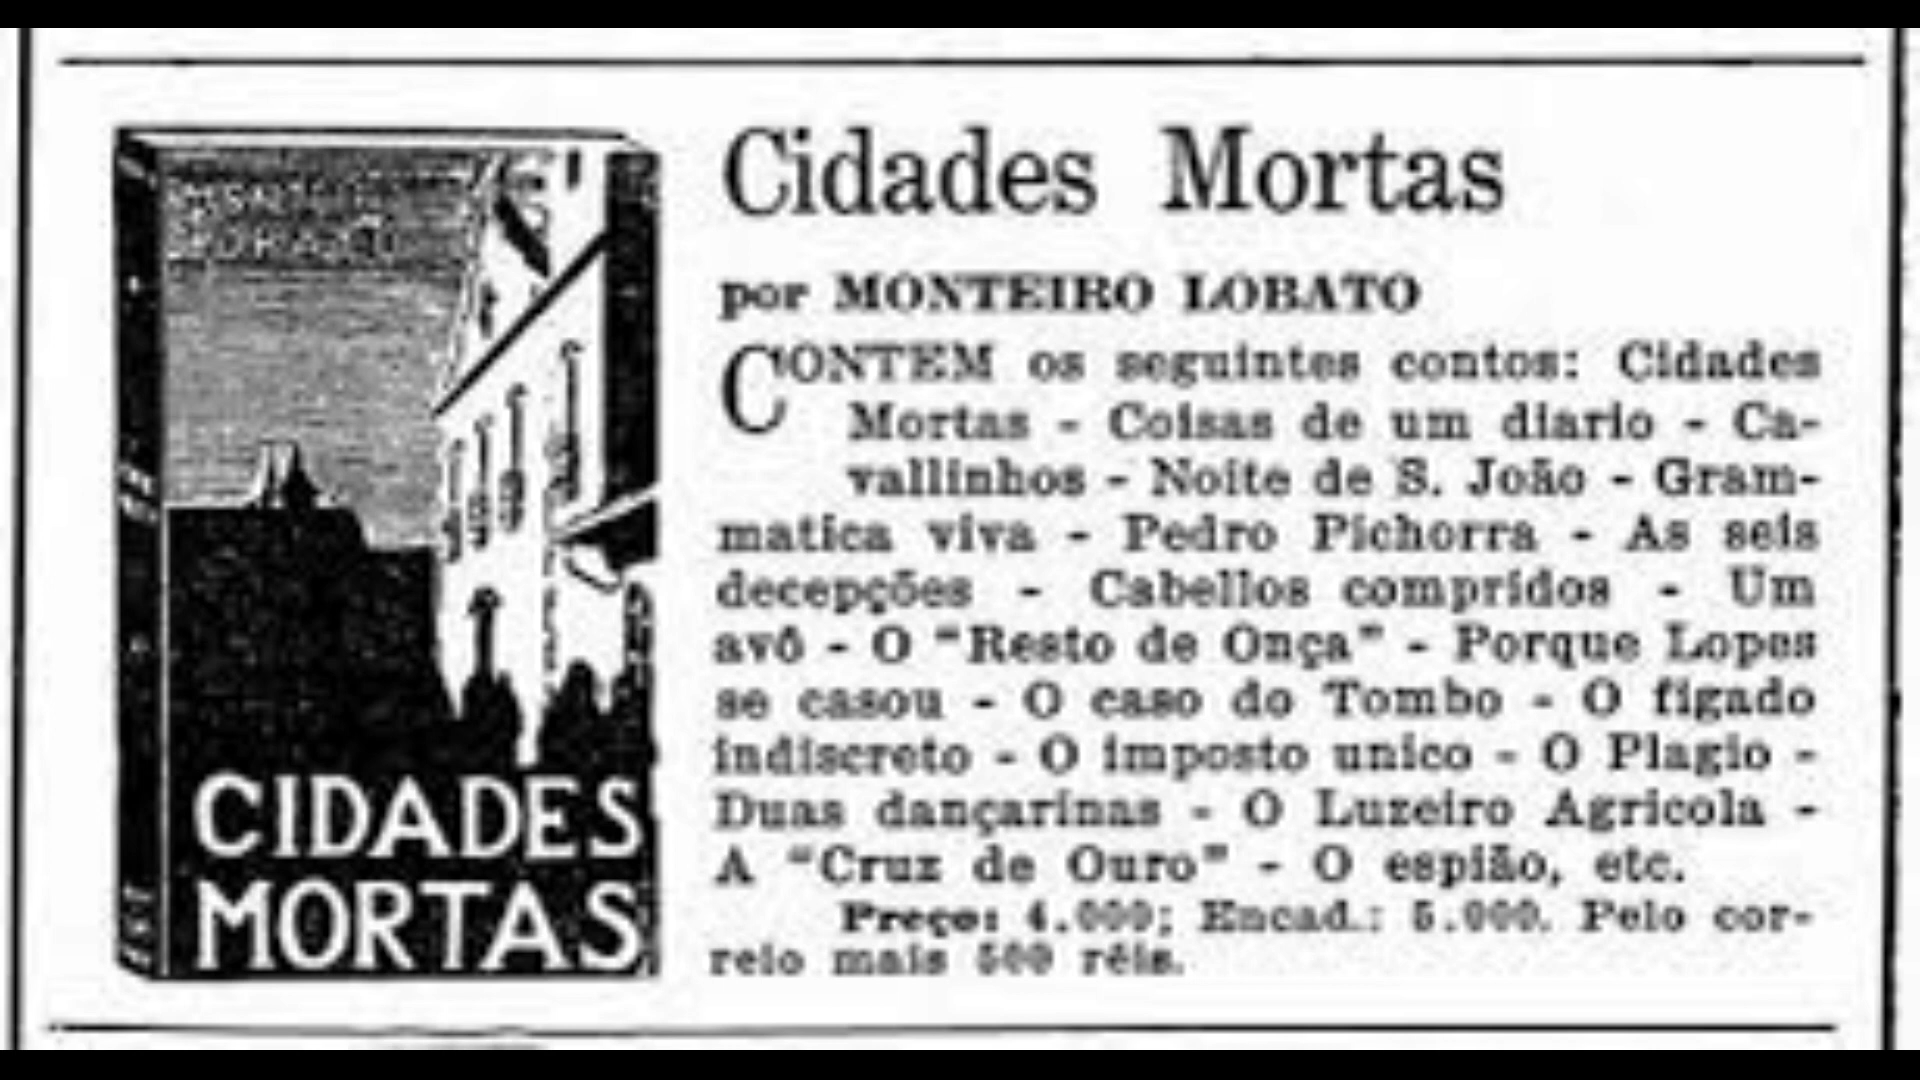 MONTEIRO
LOBATO
CIDADES
MORTAS
Cidades Mortas
por MONTEIRO LOBATO
CONTEM os seguintes contos: Cidades
Mortas - Coisas de um diario - Ca-
vallinhos - Noite de S. João - Gram-
matica viva - Pedro Pichorra - As seis
decepções - Cabellos compridos - Um
avô - O "Resto de Onça" - Porque Lopes
se casou - O caso do Tombo - O figado
indiscreto - O imposto unico - O Plagio -
Duas dançarinas - O Luzeiro Agricola -
A "Cruz de Ouro" - O espião, etc.
Preço: 4.000; Encad.: 5.000. Pelo cor-
reio mais 500 réis.